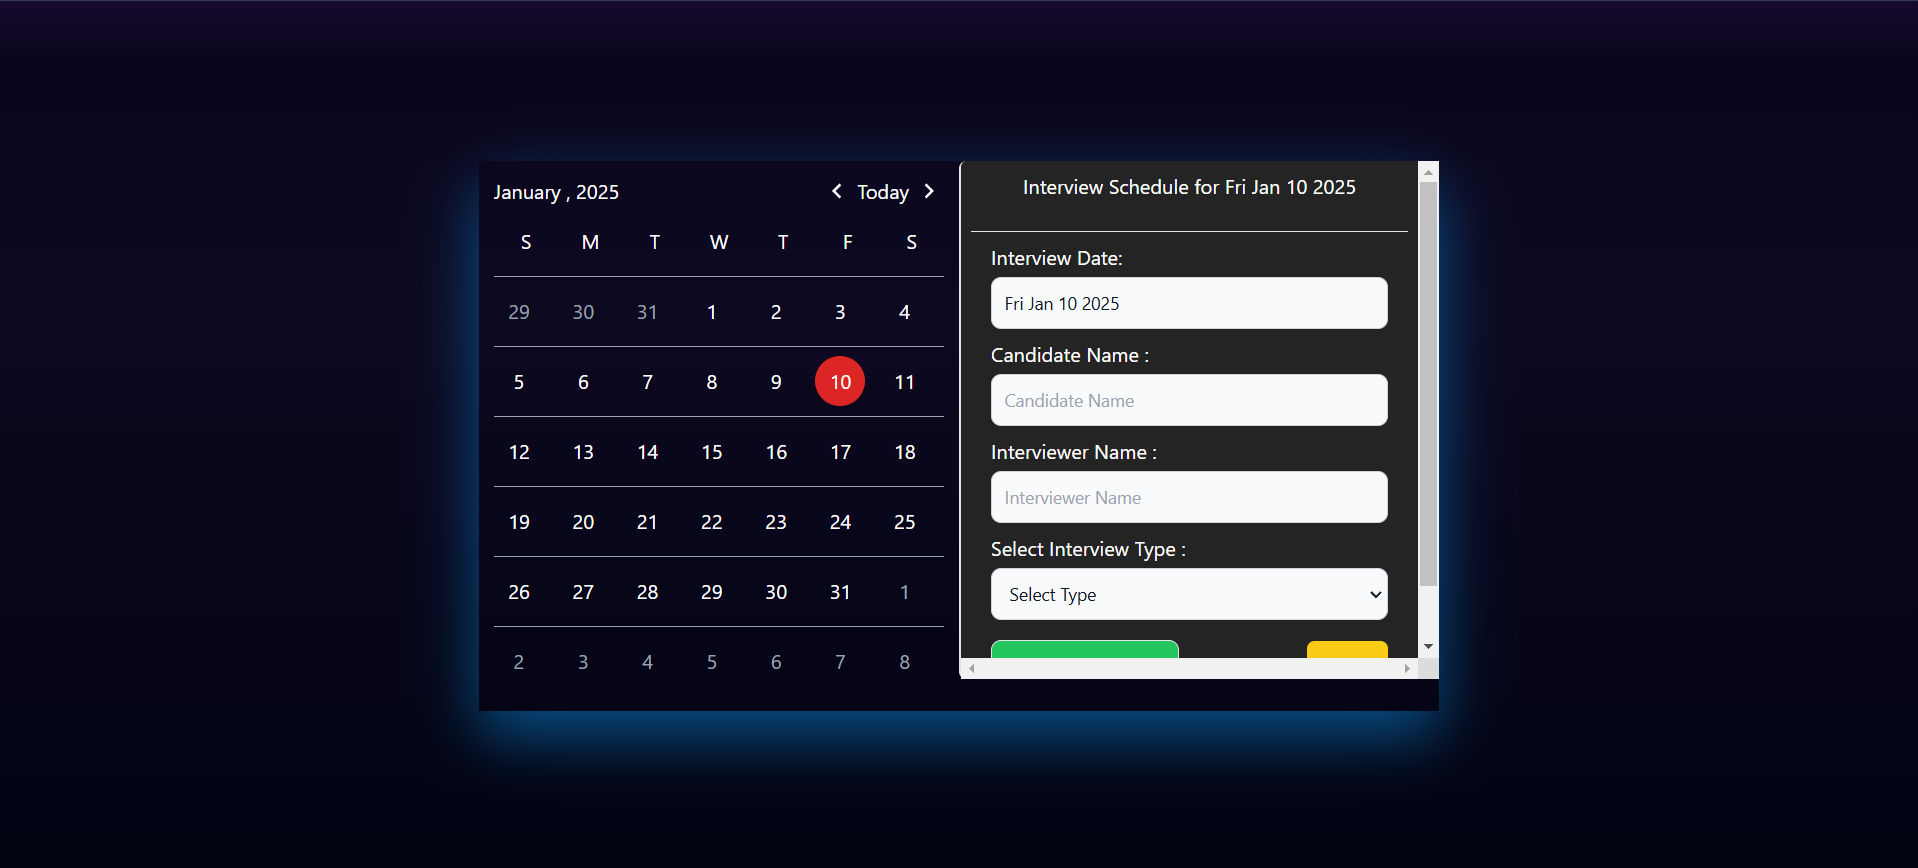 January , 2025
Today
S M T W T F S
29 30 31 1 2 3 4
5 6 7 8 9 10 11
12 13 14 15 16 17 18
19 20 21 22 23 24 25
26 27 28 29 30 31 1
2 3 4 5 6 7 8
Interview Schedule for Fri Jan 10 2025
Interview Date:
Fri Jan 10 2025
Candidate Name :
Candidate Name
Interviewer Name :
Interviewer Name
Select Interview Type :
Select Type